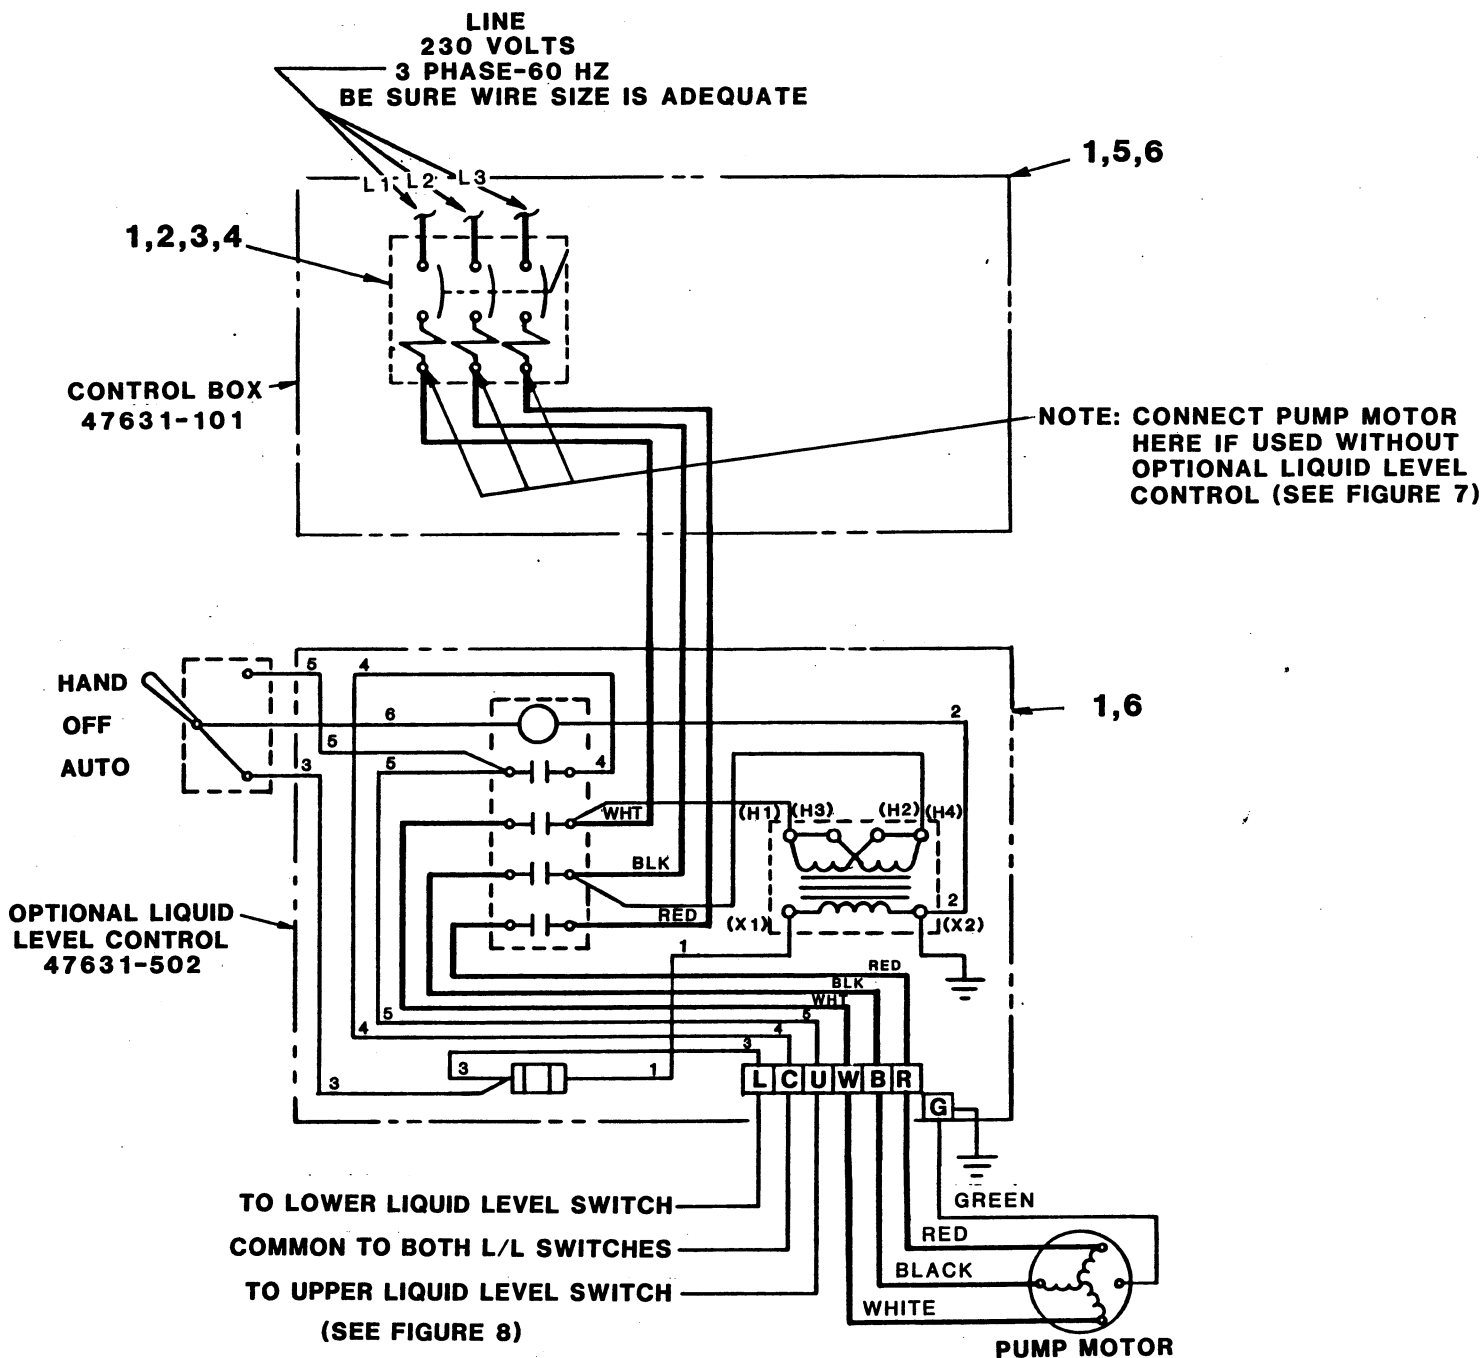 LINE
230 VOLTS
3 PHASE-60 HZ
BE SURE WIRE SIZE IS ADEQUATE
1,5,6
L1 L2 L3
1,2,3,4
CONTROL BOX
47631-101
NOTE: CONNECT PUMP MOTOR
HERE IF USED WITHOUT
OPTIONAL LIQUID LEVEL
CONTROL (SEE FIGURE 7)
5 4
HAND
1,6
6 2
OFF
5
5 4
AUTO
3
WHT (H1) (H3) (H2) (H4)
BLK
2
RED (X1) (X2)
OPTIONAL LIQUID
LEVEL CONTROL
47631-502
1
RED
BLK
WHT
5 5
4 4
3
3 1
3
L C U W B R
G
TO LOWER LIQUID LEVEL SWITCH
GREEN
RED
COMMON TO BOTH L/L SWITCHES
BLACK
TO UPPER LIQUID LEVEL SWITCH
WHITE
(SEE FIGURE 8)
PUMP MOTOR